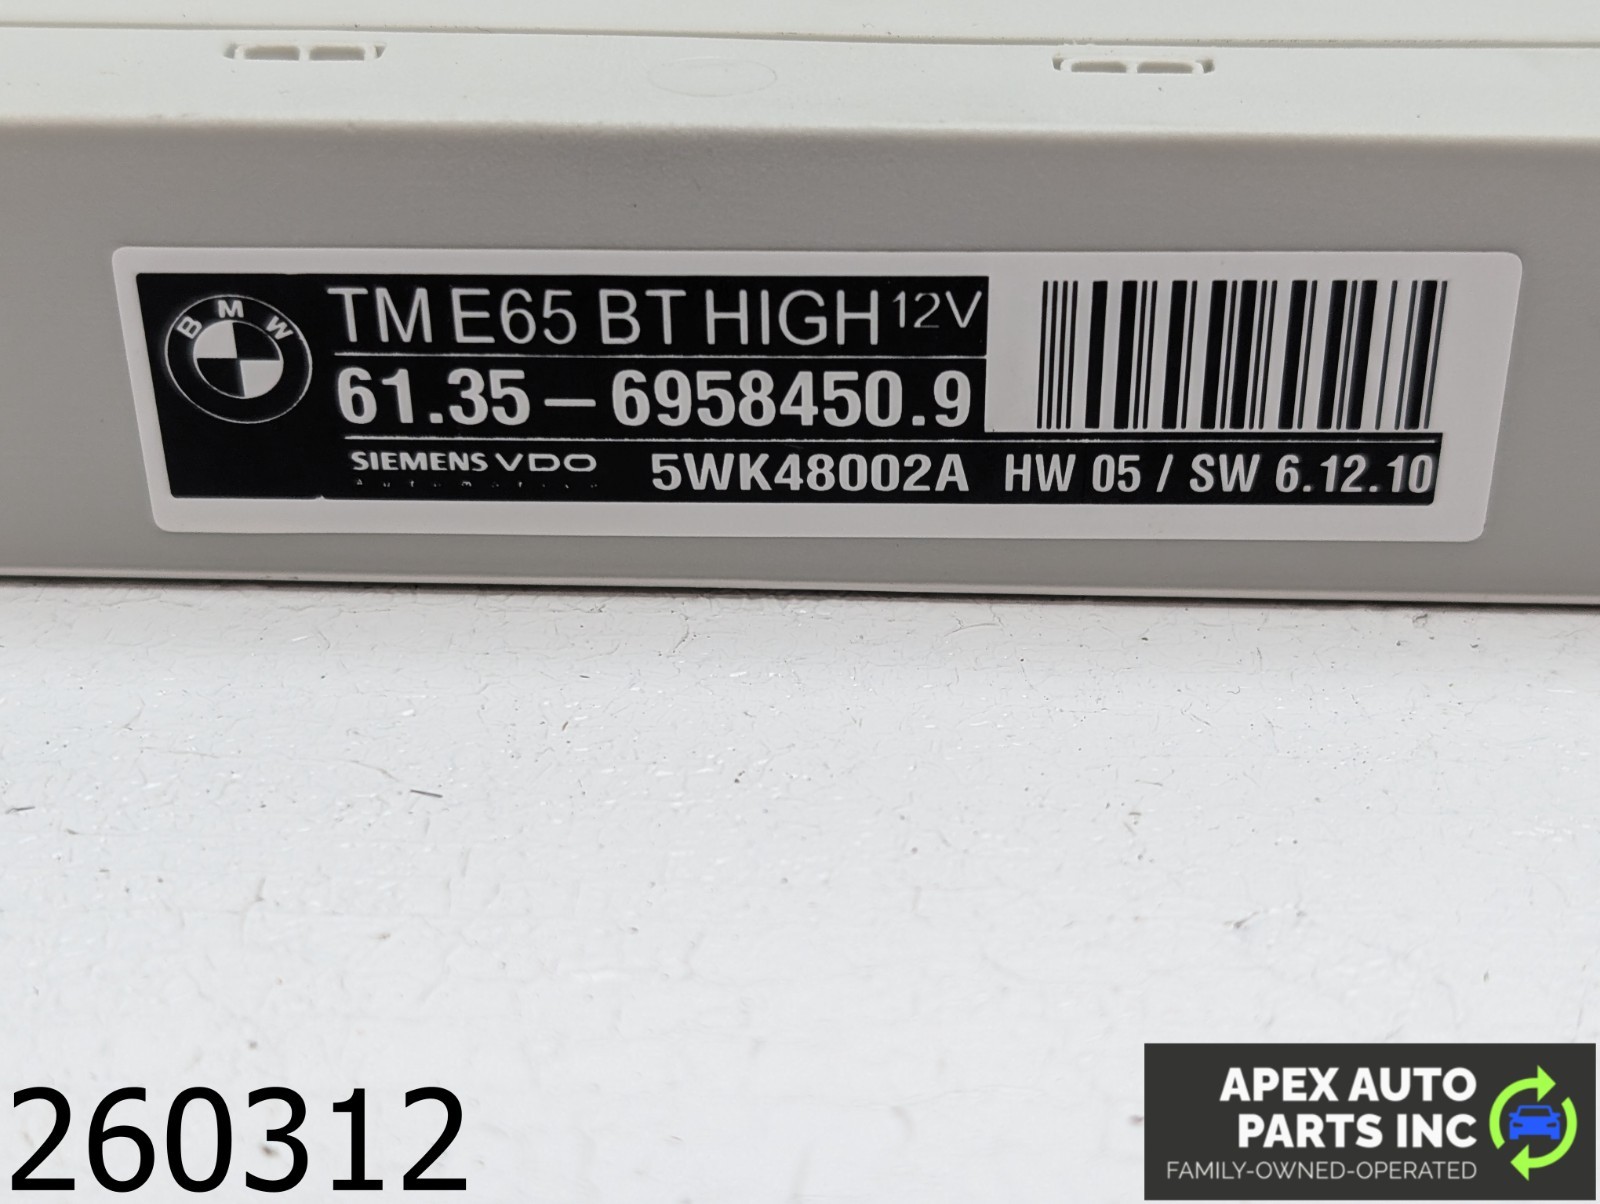 BMW
TM E65 BT HIGH 12V
61.35 – 6958450.9
SIEMENS VDO 5WK48002A HW 05 / SW 6.12.10
Automotive
260312
APEX AUTO
PARTS INC
FAMILY-OWNED-OPERATED